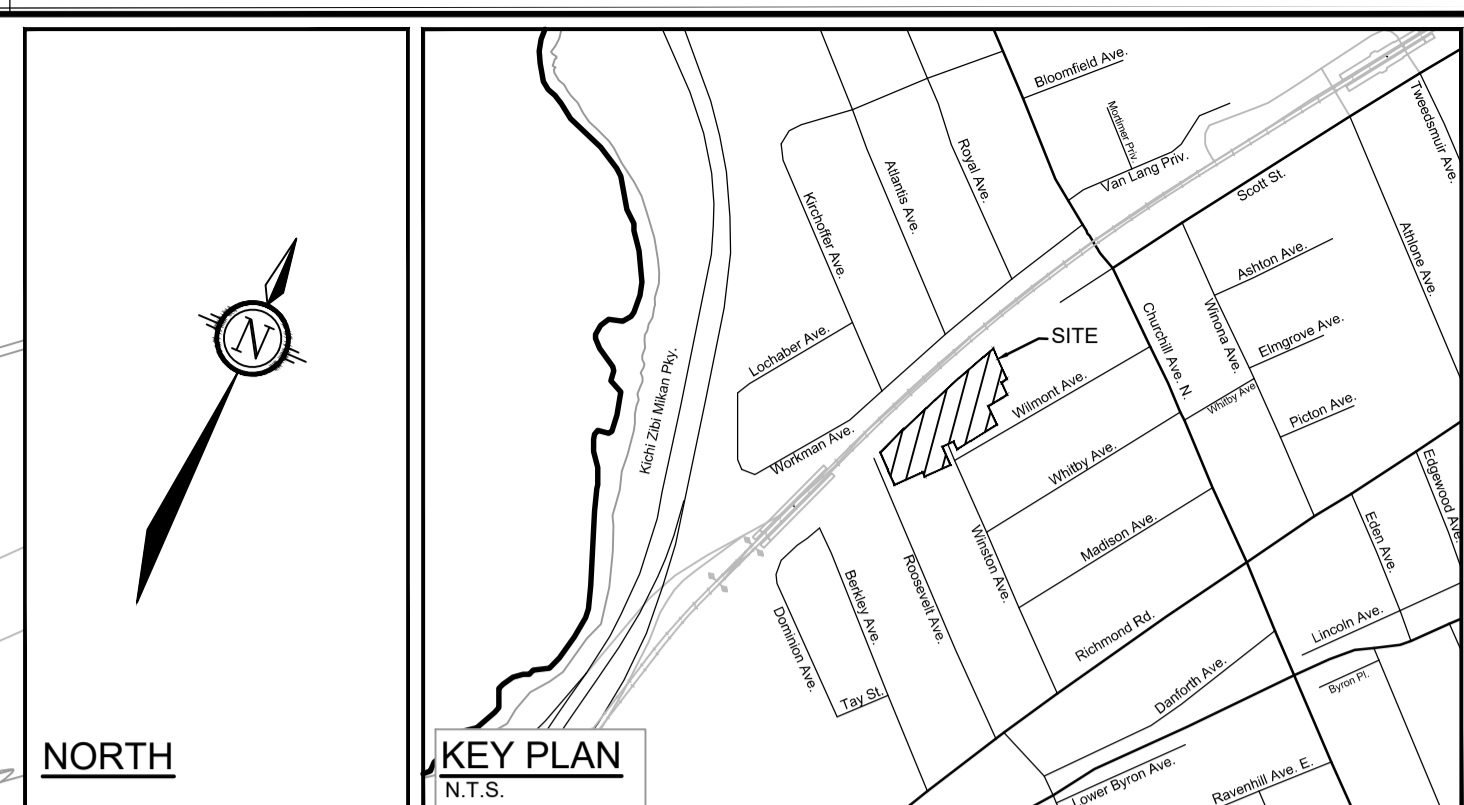 N
NORTH
KEY PLAN
N.T.S.
SITE
Bloomfield Ave.
Mortimer Priv.
Van Lang Priv.
Tweedsmuir Ave.
Scott St.
Royal Ave.
Atlantis Ave.
Kirchoffer Ave.
Athlone Ave.
Ashton Ave.
Winona Ave.
Elmgrove Ave.
Churchill Ave. N.
Lochaber Ave.
Kichi Zibi Mikan Pky.
Wilmont Ave.
Whitby Ave
Picton Ave.
Workman Ave.
Whitby Ave.
Edgewood Ave.
Madison Ave.
Eden Ave.
Winston Ave.
Roosevelt Ave.
Berkley Ave.
Dominion Ave.
Richmond Rd.
Lincoln Ave.
Tay St.
Danforth Ave.
Byron Pl.
Lower Byron Ave.
Ravenhill Ave. E.